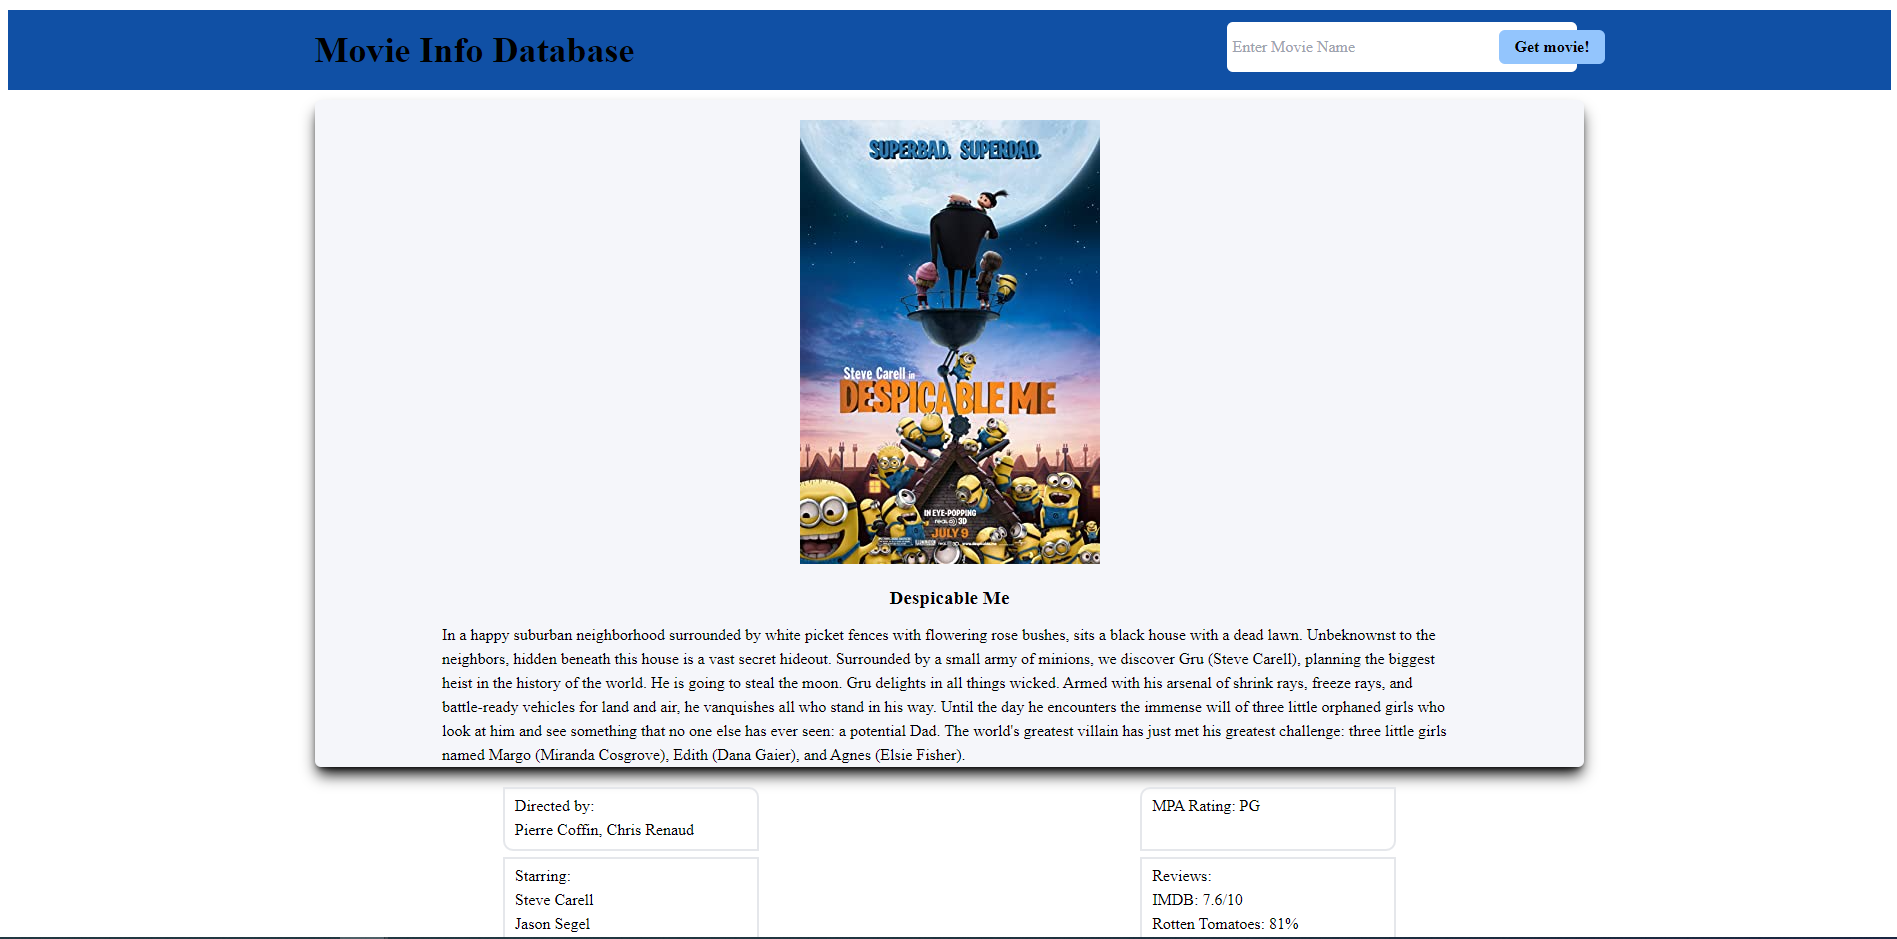 Movie Info Database
Enter Movie Name
Get movie!
SUPERBAD. SUPERDAD.
Steve Carell in
DESPICABLE ME
IN EYE-POPPING
REAL D 3D
JULY 9
Despicable Me
In a happy suburban neighborhood surrounded by white picket fences with flowering rose bushes, sits a black house with a dead lawn. Unbeknownst to the
neighbors, hidden beneath this house is a vast secret hideout. Surrounded by a small army of minions, we discover Gru (Steve Carell), planning the biggest
heist in the history of the world. He is going to steal the moon. Gru delights in all things wicked. Armed with his arsenal of shrink rays, freeze rays, and
battle-ready vehicles for land and air, he vanquishes all who stand in his way. Until the day he encounters the immense will of three little orphaned girls who
look at him and see something that no one else has ever seen: a potential Dad. The world's greatest villain has just met his greatest challenge: three little girls
named Margo (Miranda Cosgrove), Edith (Dana Gaier), and Agnes (Elsie Fisher).
Directed by:
Pierre Coffin, Chris Renaud
MPA Rating: PG
Starring:
Steve Carell
Jason Segel
Reviews:
IMDB: 7.6/10
Rotten Tomatoes: 81%